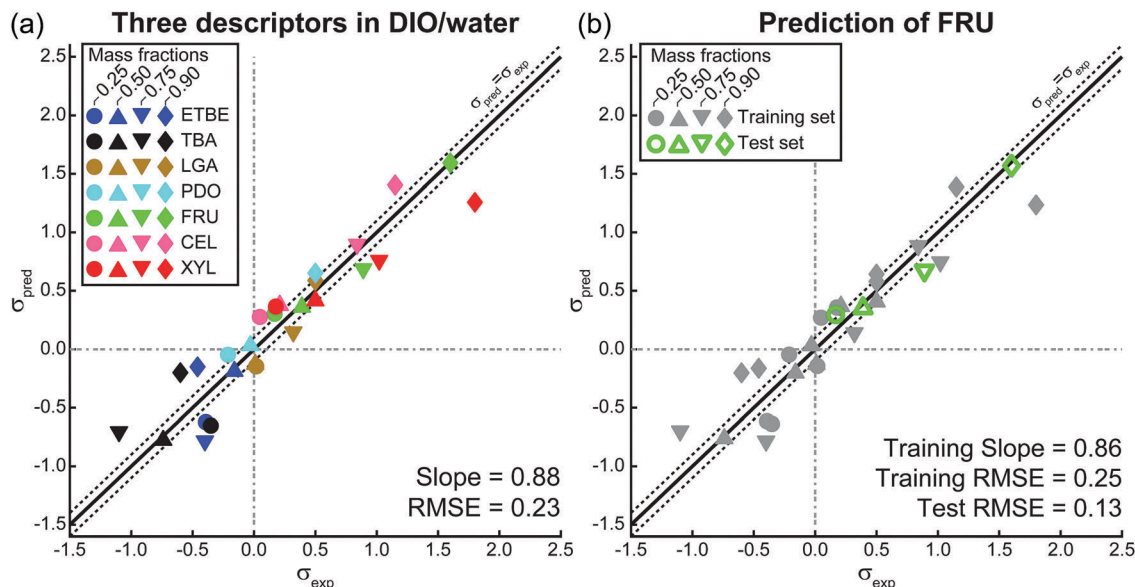 (a) Three descriptors in DIO/water
Mass fractions
~0.25 ~0.50 ~0.75 ~0.90
ETBE
TBA
LGA
PDO
FRU
CEL
XYL
σpred=σexp
2.5
2.0
1.5
1.0
0.5
0.0
-0.5
-1.0
-1.5
σpred
Slope = 0.88
RMSE = 0.23
-1.5 -1.0 -0.5 0.0 0.5 1.0 1.5 2.0 2.5
σexp
(b) Prediction of FRU
Mass fractions
~0.25 ~0.50 ~0.75 ~0.90
Training set
Test set
σpred=σexp
2.5
2.0
1.5
1.0
0.5
0.0
-0.5
-1.0
-1.5
σpred
Training Slope = 0.86
Training RMSE = 0.25
Test RMSE = 0.13
-1.5 -1.0 -0.5 0.0 0.5 1.0 1.5 2.0 2.5
σexp